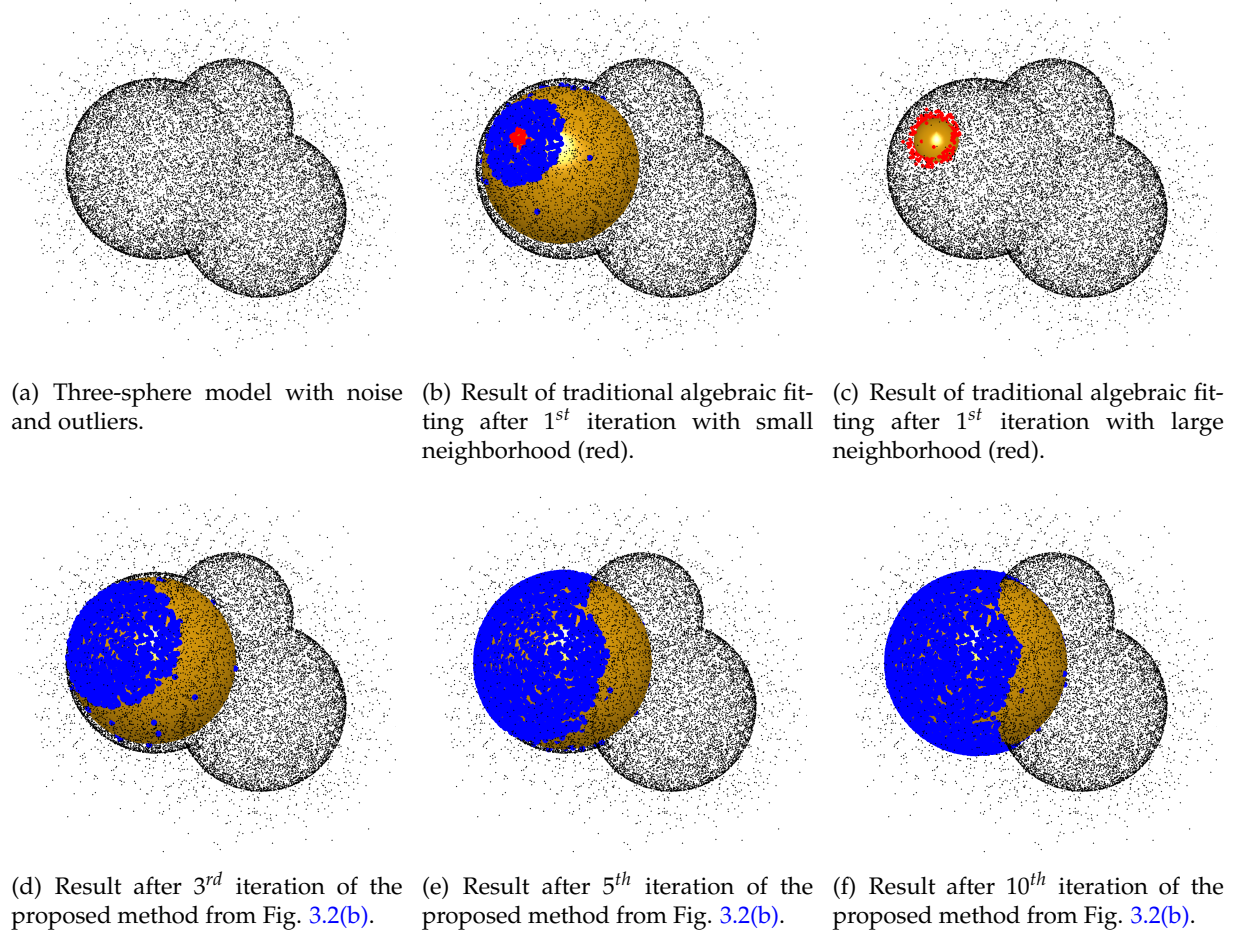 (a) Three-sphere model with noise
and outliers.
(b) Result of traditional algebraic fit-
ting after 1st iteration with small
neighborhood (red).
(c) Result of traditional algebraic fit-
ting after 1st iteration with large
neighborhood (red).
(d) Result after 3rd iteration of the
proposed method from Fig. 3.2(b).
(e) Result after 5th iteration of the
proposed method from Fig. 3.2(b).
(f) Result after 10th iteration of the
proposed method from Fig. 3.2(b).